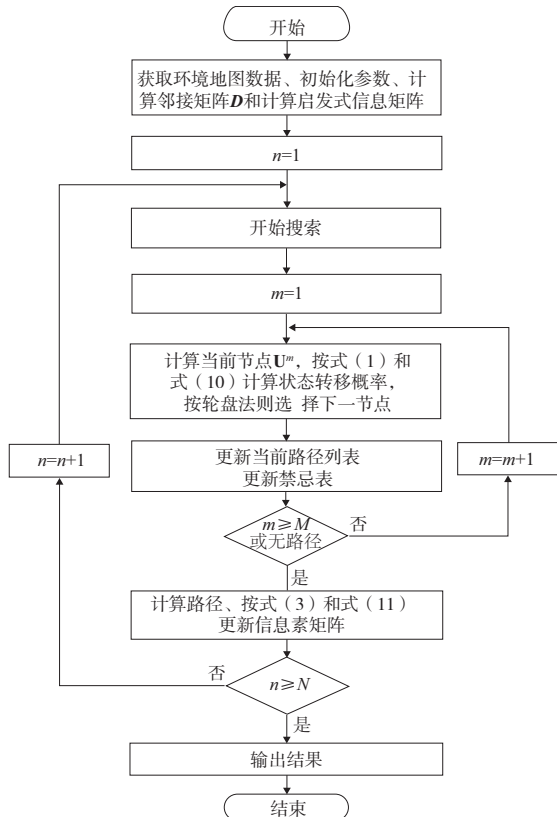 开始
获取环境地图数据、初始化参数、计
算邻接矩阵D和计算启发式信息矩阵
n=1
开始搜索
m=1
计算当前节点Uᵐ，按式（1）和
式（10）计算状态转移概率，
按轮盘法则选 择下一节点
n=n+1
更新当前路径列表
更新禁忌表
m=m+1
m≥M
或无路径
否
是
计算路径、按式（3）和式（11）
更新信息素矩阵
否
n≥N
是
输出结果
结束